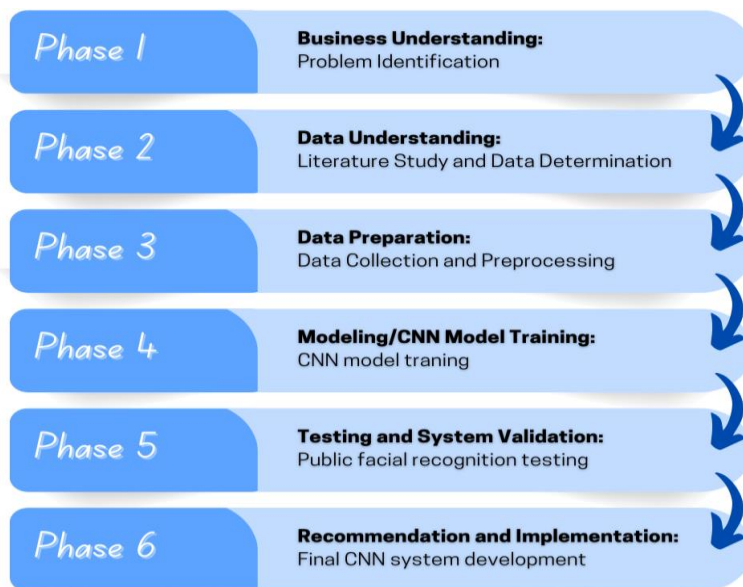 Phase 1
Business Understanding:
Problem Identification
Phase 2
Data Understanding:
Literature Study and Data Determination
Phase 3
Data Preparation:
Data Collection and Preprocessing
Phase 4
Modeling/CNN Model Training:
CNN model traning
Phase 5
Testing and System Validation:
Public facial recognition testing
Phase 6
Recommendation and Implementation:
Final CNN system development